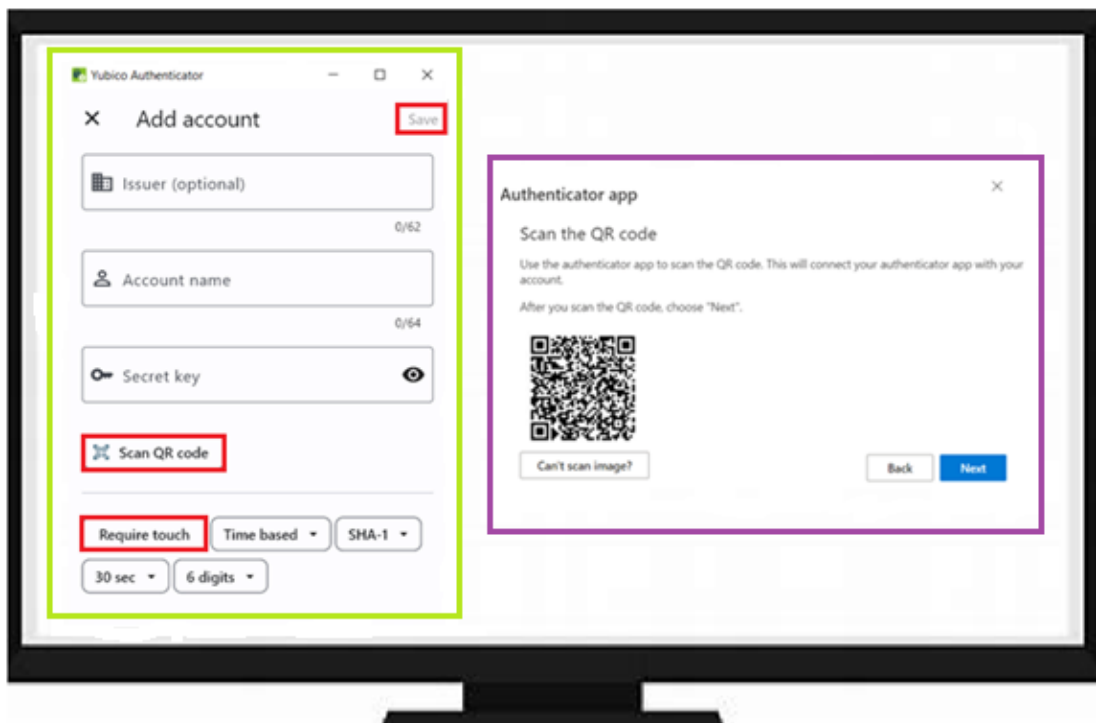 Yubico Authenticator
Add account
Save
Issuer (optional)
0/62
Account name
0/64
Secret key
Scan QR code
Require touch
Time based
SHA-1
30 sec
6 digits
Authenticator app
Scan the QR code
Use the authenticator app to scan the QR code. This will connect your authenticator app with your
account.
After you scan the QR code, choose "Next".
Can't scan image?
Back
Next